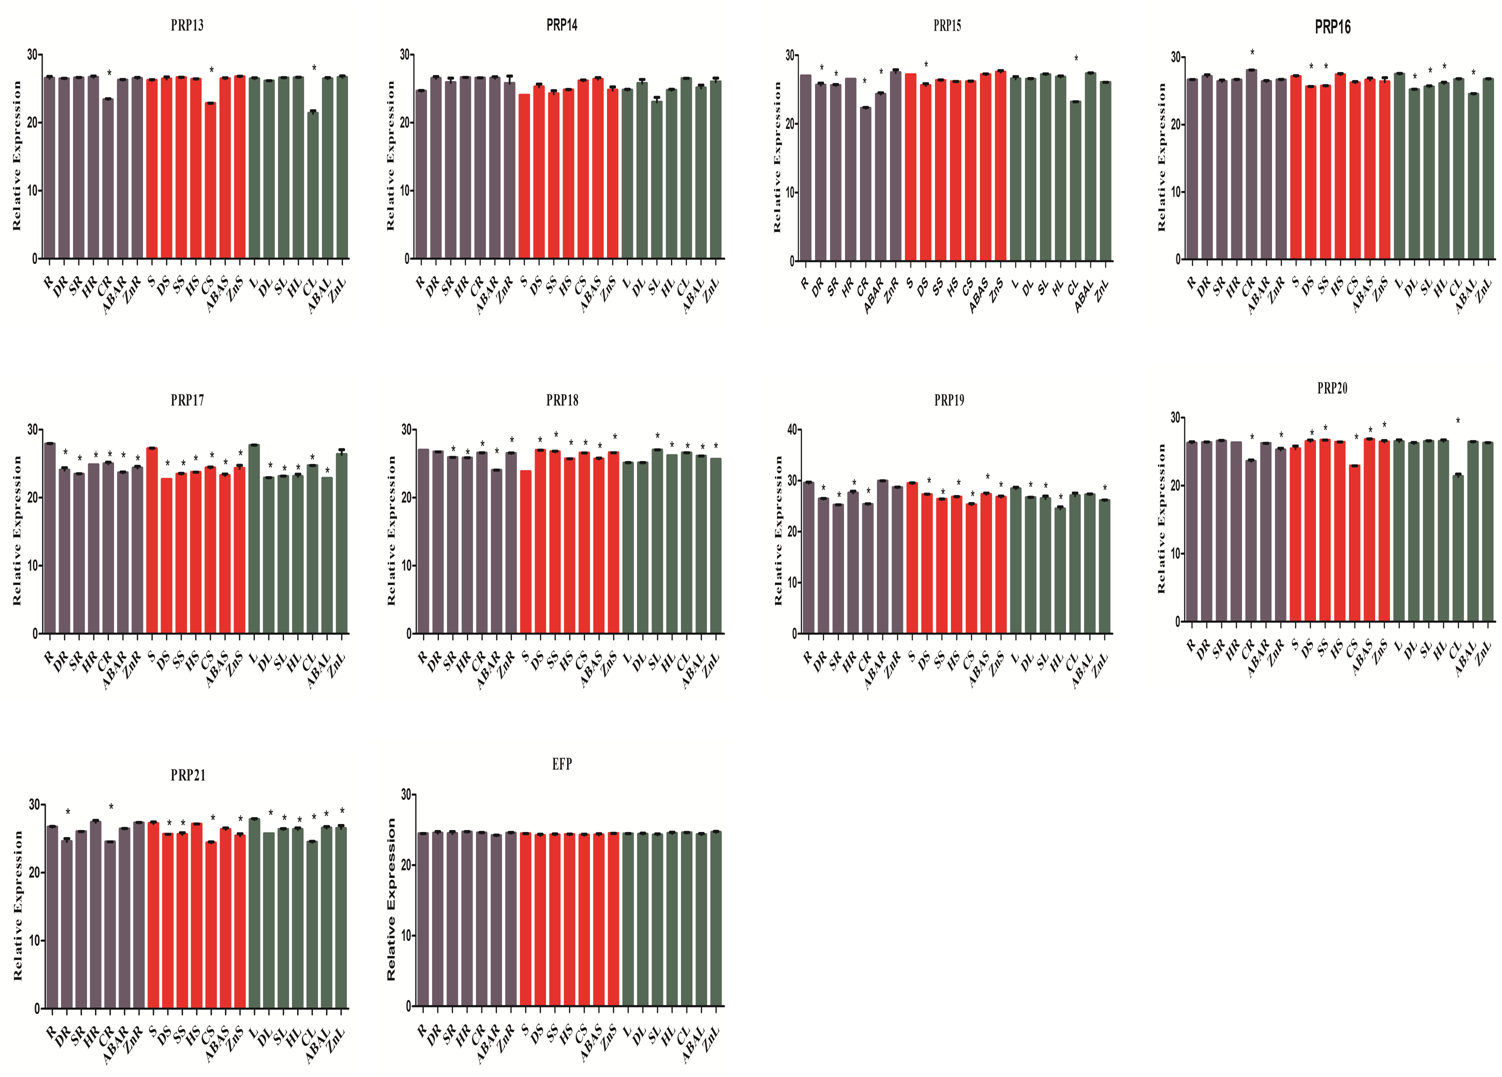 PRP13
PRP14
PRP15
PRP16
Relative Expression
30
20
10
0
R DR SR HR CR ABAR ZnR S DS SS HS CS ABAS ZnS L DL SL HL CL ABAL ZnL
Relative Expression
30
20
10
0
R DR SR HR CR ABAR ZnR S DS SS HS CS ABAS ZnS L DL SL HL CL ABAL ZnL
Relative Expression
30
20
10
0
R DR SR HR CR ABAR ZnR S DS SS HS CS ABAS ZnS L DL SL HL CL ABAL ZnL
Relative Expression
30
20
10
0
R DR SR HR CR ABAR ZnR S DS SS HS CS ABAS ZnS L DL SL HL CL ABAL ZnL
PRP17
PRP18
PRP19
PRP20
Relative Expression
30
20
10
0
R DR SR HR CR ABAR ZnR S DS SS HS CS ABAS ZnS L DL SL HL CL ABAL ZnL
Relative Expression
30
20
10
0
R DR SR HR CR ABAR ZnR S DS SS HS CS ABAS ZnS L DL SL HL CL ABAL ZnL
Relative Expression
40
30
20
10
0
R DR SR HR CR ABAR ZnR S DS SS HS CS ABAS ZnS L DL SL HL CL ABAL ZnL
Relative Expression
30
20
10
0
R DR SR HR CR ABAR ZnR S DS SS HS CS ABAS ZnS L DL SL HL CL ABAL ZnL
PRP21
EFP
Relative Expression
30
20
10
0
R DR SR HR CR ABAR ZnR S DS SS HS CS ABAS ZnS L DL SL HL CL ABAL ZnL
Relative Expression
30
20
10
0
R DR SR HR CR ABAR ZnR S DS SS HS CS ABAS ZnS L DL SL HL CL ABAL ZnL